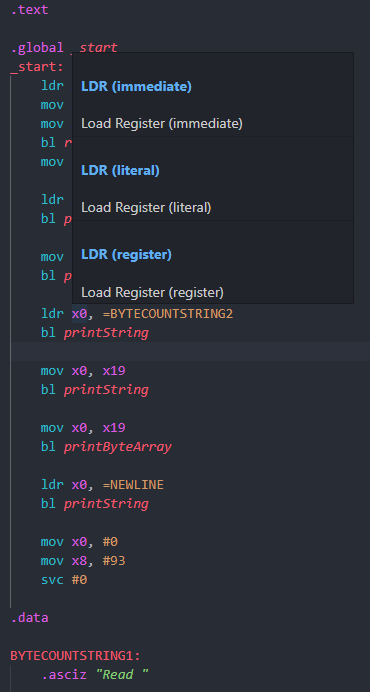 .text
.global _start
_start:
ldr
mov
mov
bl
mov
ldr
bl
mov
bl
LDR (immediate)
Load Register (immediate)
LDR (literal)
Load Register (literal)
LDR (register)
Load Register (register)
ldr x0, =BYTECOUNTSTRING2
bl printString
mov x0, x19
bl printString
mov x0, x19
bl printByteArray
ldr x0, =NEWLINE
bl printString
mov x0, #0
mov x8, #93
svc #0
.data
BYTECOUNTSTRING1:
.asciz "Read "